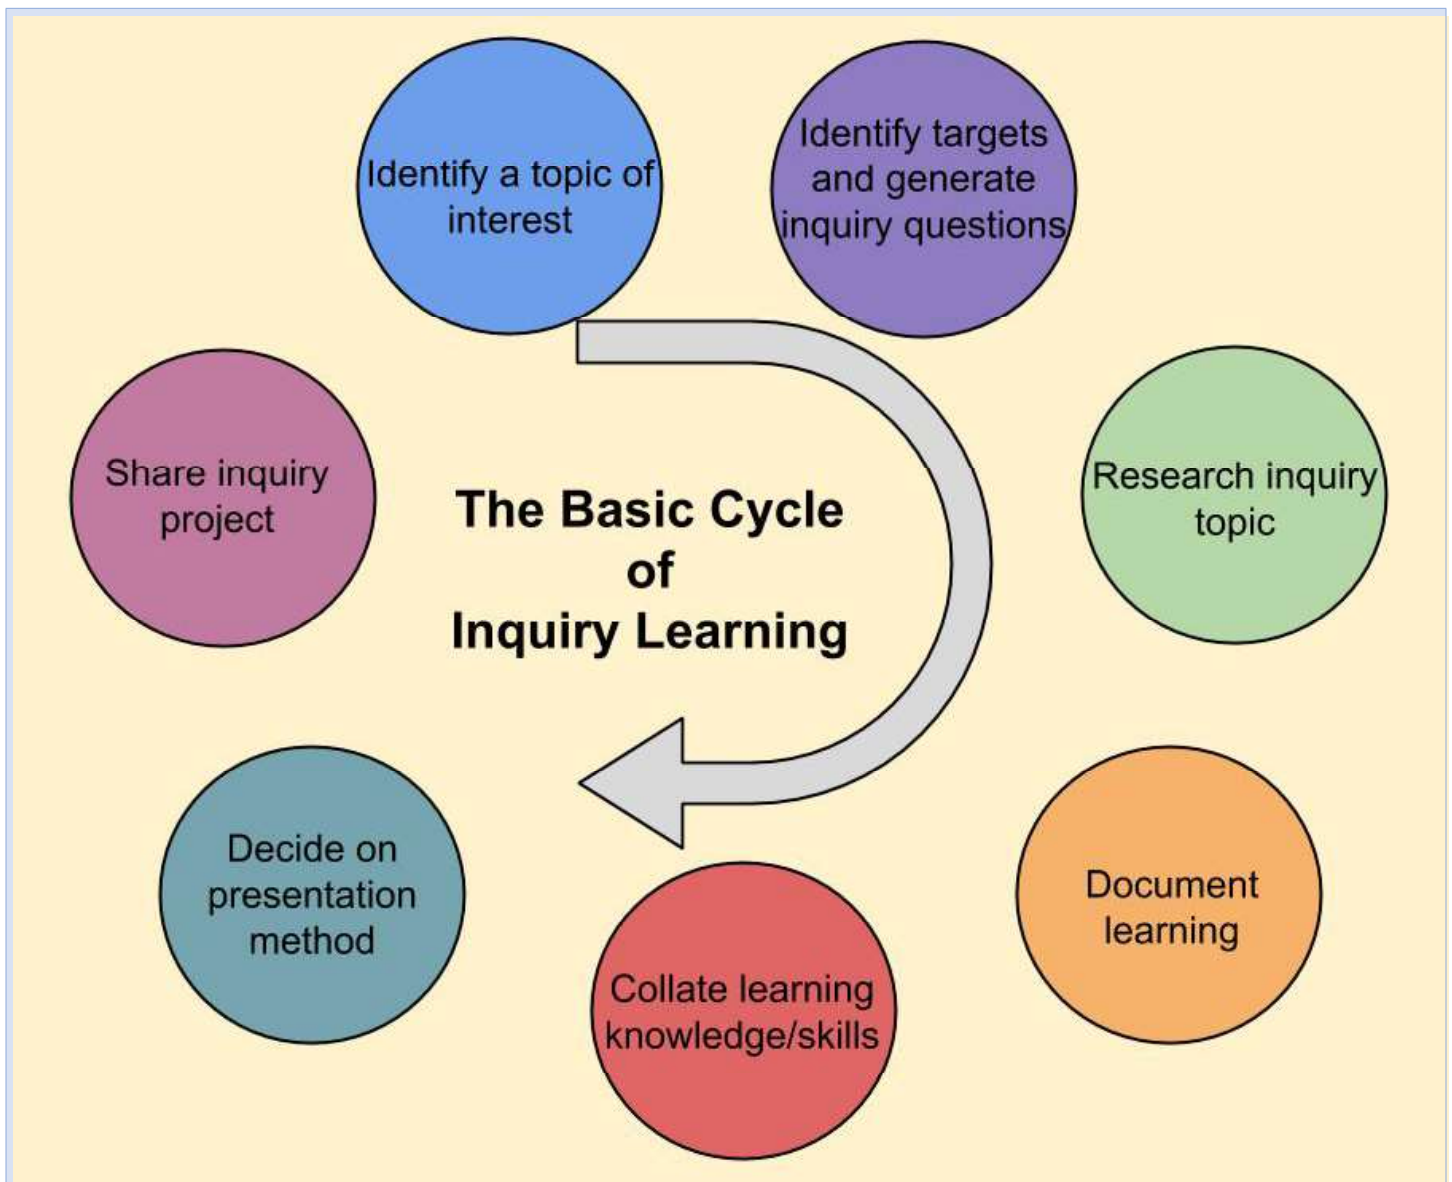 Identify a topic of
interest
Identify targets
and generate
inquiry questions
Research inquiry
topic
Document
learning
Collate learning
knowledge/skills
Decide on
presentation
method
Share inquiry
project
The Basic Cycle
of
Inquiry Learning